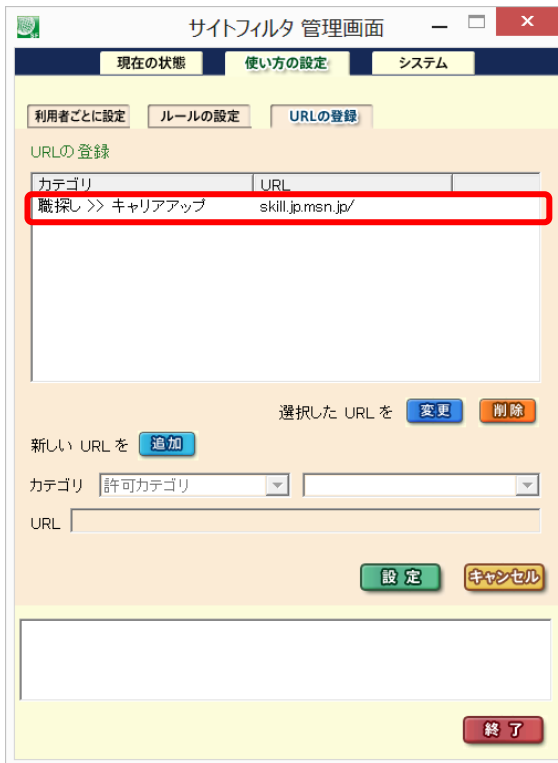 サイトフィルタ 管理画面
現在の状態 使い方の設定 システム
利用者ごとに設定 ルールの設定 URLの登録
URLの登録
カテゴリ URL
職探し >> キャリアアップ skill.jp.msn.jp/
選択した URL を 変更 削除
新しい URL を 追加
カテゴリ 許可カテゴリ
URL
設定 キャンセル
終了